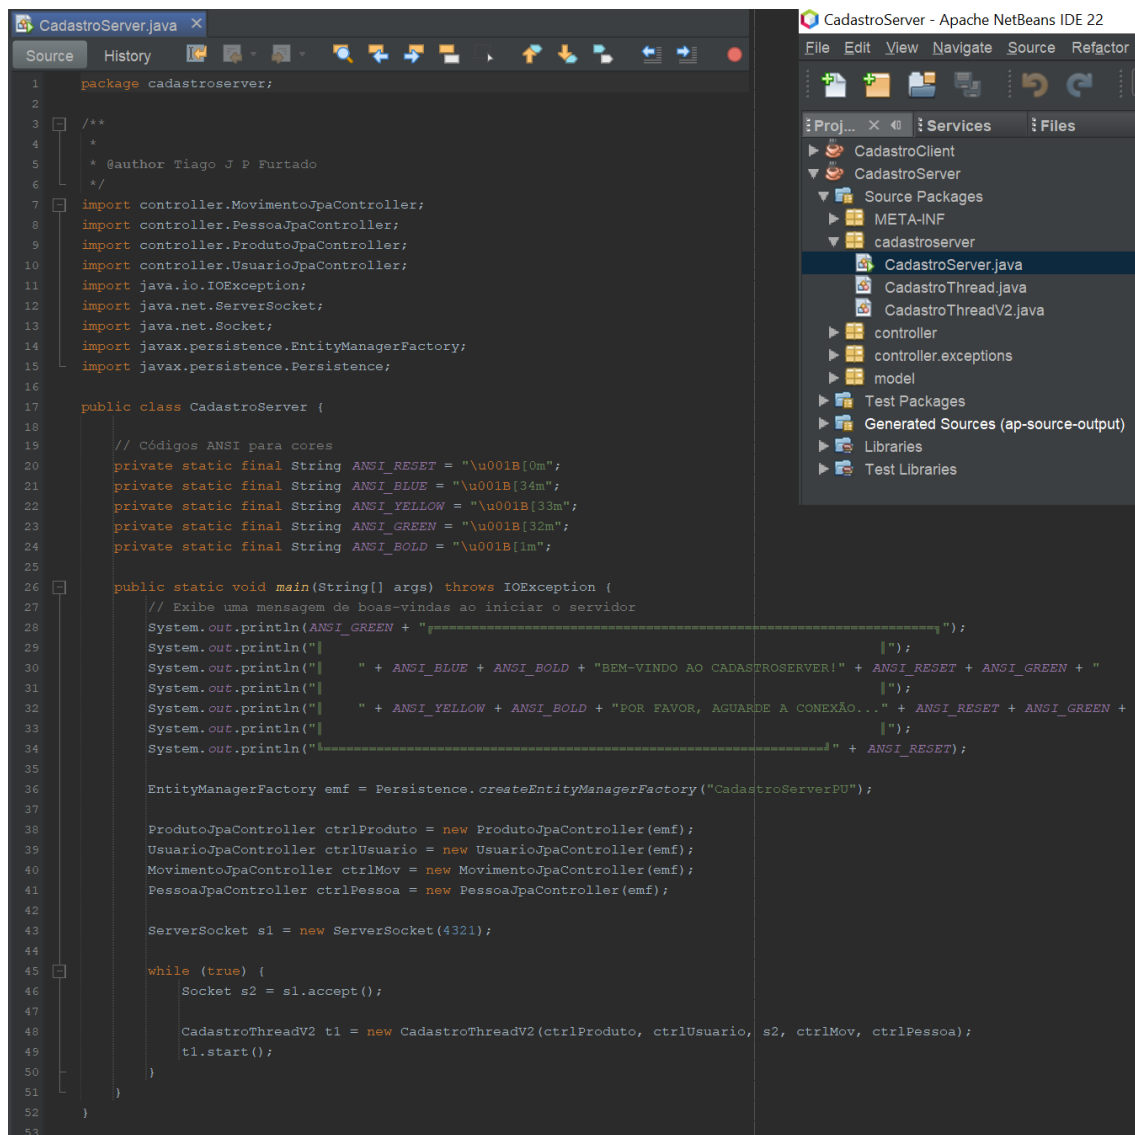 CadastroServer.java
Source History
1 package cadastroserver;
2
3 /**
4 *
5 * @author Tiago J P Furtado
6 */
7 import controller.MovimentoJpaController;
8 import controller.PessoaJpaController;
9 import controller.ProdutoJpaController;
10 import controller.UsuarioJpaController;
11 import java.io.IOException;
12 import java.net.ServerSocket;
13 import java.net.Socket;
14 import javax.persistence.EntityManagerFactory;
15 import javax.persistence.Persistence;
16
17 public class CadastroServer {
18
19 // Códigos ANSI para cores
20 private static final String ANSI_RESET = "\u001B[0m";
21 private static final String ANSI_BLUE = "\u001B[34m";
22 private static final String ANSI_YELLOW = "\u001B[33m";
23 private static final String ANSI_GREEN = "\u001B[32m";
24 private static final String ANSI_BOLD = "\u001B[1m";
25
26 public static void main(String[] args) throws IOException {
27 // Exibe uma mensagem de boas-vindas ao iniciar o servidor
28 System.out.println(ANSI_GREEN + "╔═══════════════════════════════════════════════════════════╗");
29 System.out.println("║ ║");
30 System.out.println("║ " + ANSI_BLUE + ANSI_BOLD + "BEM-VINDO AO CADASTROSERVER!" + ANSI_RESET + ANSI_GREEN + "
31 System.out.println("║ ║");
32 System.out.println("║ " + ANSI_YELLOW + ANSI_BOLD + "POR FAVOR, AGUARDE A CONEXÃO..." + ANSI_RESET + ANSI_GREEN +
33 System.out.println("║ ║");
34 System.out.println("╚═══════════════════════════════════════════════════════════╝" + ANSI_RESET);
35
36 EntityManagerFactory emf = Persistence.createEntityManagerFactory("CadastroServerPU");
37
38 ProdutoJpaController ctrlProduto = new ProdutoJpaController(emf);
39 UsuarioJpaController ctrlUsuario = new UsuarioJpaController(emf);
40 MovimentoJpaController ctrlMov = new MovimentoJpaController(emf);
41 PessoaJpaController ctrlPessoa = new PessoaJpaController(emf);
42
43 ServerSocket s1 = new ServerSocket(4321);
44
45 while (true) {
46 Socket s2 = s1.accept();
47
48 CadastroThreadV2 t1 = new CadastroThreadV2(ctrlProduto, ctrlUsuario, s2, ctrlMov, ctrlPessoa);
49 t1.start();
50 }
51 }
52 }
53
CadastroServer - Apache NetBeans IDE 22
File Edit View Navigate Source Refactor
Proj... Services Files
CadastroClient
CadastroServer
Source Packages
META-INF
cadastroserver
CadastroServer.java
CadastroThread.java
CadastroThreadV2.java
controller
controller.exceptions
model
Test Packages
Generated Sources (ap-source-output)
Libraries
Test Libraries